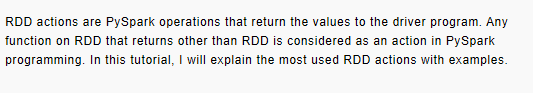 RDD actions are PySpark operations that return the values to the driver program. Any
function on RDD that returns other than RDD is considered as an action in PySpark
programming. In this tutorial, I will explain the most used RDD actions with examples.